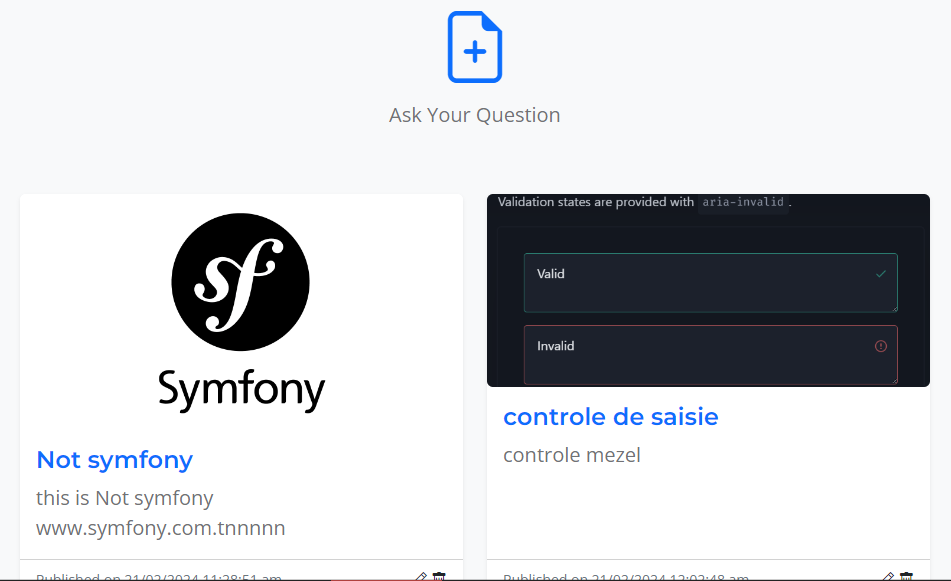 Ask Your Question
sf
Symfony
Not symfony
this is Not symfony
www.symfony.com.tnnnnn
Published on 21/02/2024 11:28:51 am
Validation states are provided with aria-invalid.
Valid
Invalid
controle de saisie
controle mezel
Published on 21/02/2024 12:02:48 am